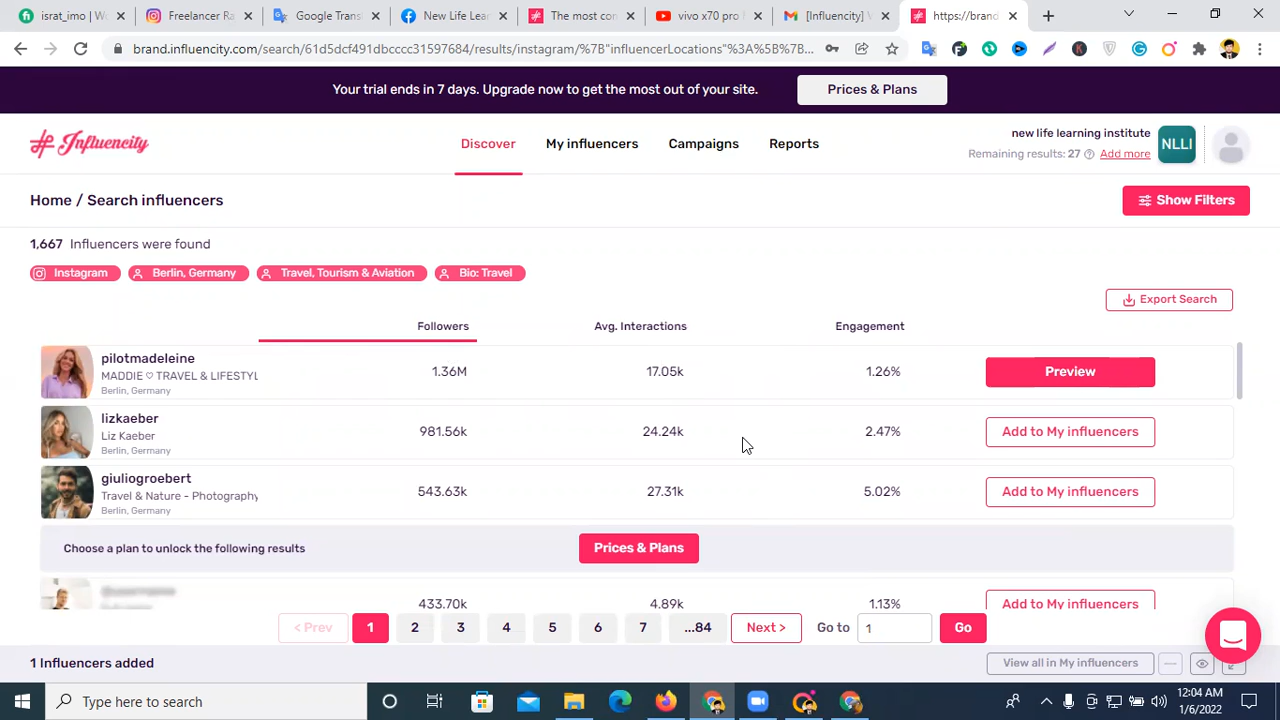 israt_imo | Wo
Freelancer Ra
Google Trans
New Life Lea
The most con
vivo x70 pro
[Influencity] W
https://bran
brand.influencity.com/search/61d5dcf491dbcccc31597684/results/instagram/%7B"influencerLocations"%3A%5B%7B...
Your trial ends in 7 days. Upgrade now to get the most out of your site.
Prices & Plans
Influencity
Discover
My influencers
Campaigns
Reports
new life learning institute
Remaining results: 27
Add more
NLLI
Home / Search influencers
Show Filters
1,667 Influencers were found
Instagram
Berlin, Germany
Travel, Tourism & Aviation
Bio: Travel
Export Search
Followers
Avg. Interactions
Engagement
pilotmadeleine
MADDIE ♡ TRAVEL & LIFESTYL
Berlin, Germany
1.36M
17.05k
1.26%
Preview
lizkaeber
Liz Kaeber
Berlin, Germany
981.56k
24.24k
2.47%
Add to My influencers
giuliogroebert
Travel & Nature - Photography
Berlin, Germany
543.63k
27.31k
5.02%
Add to My influencers
Choose a plan to unlock the following results
Prices & Plans
433.70k
4.89k
1.13%
Add to My influencers
< Prev
1
2
3
4
5
6
7
...84
Next >
Go to
1
Go
1 Influencers added
View all in My influencers
Type here to search
12:04 AM
1/6/2022